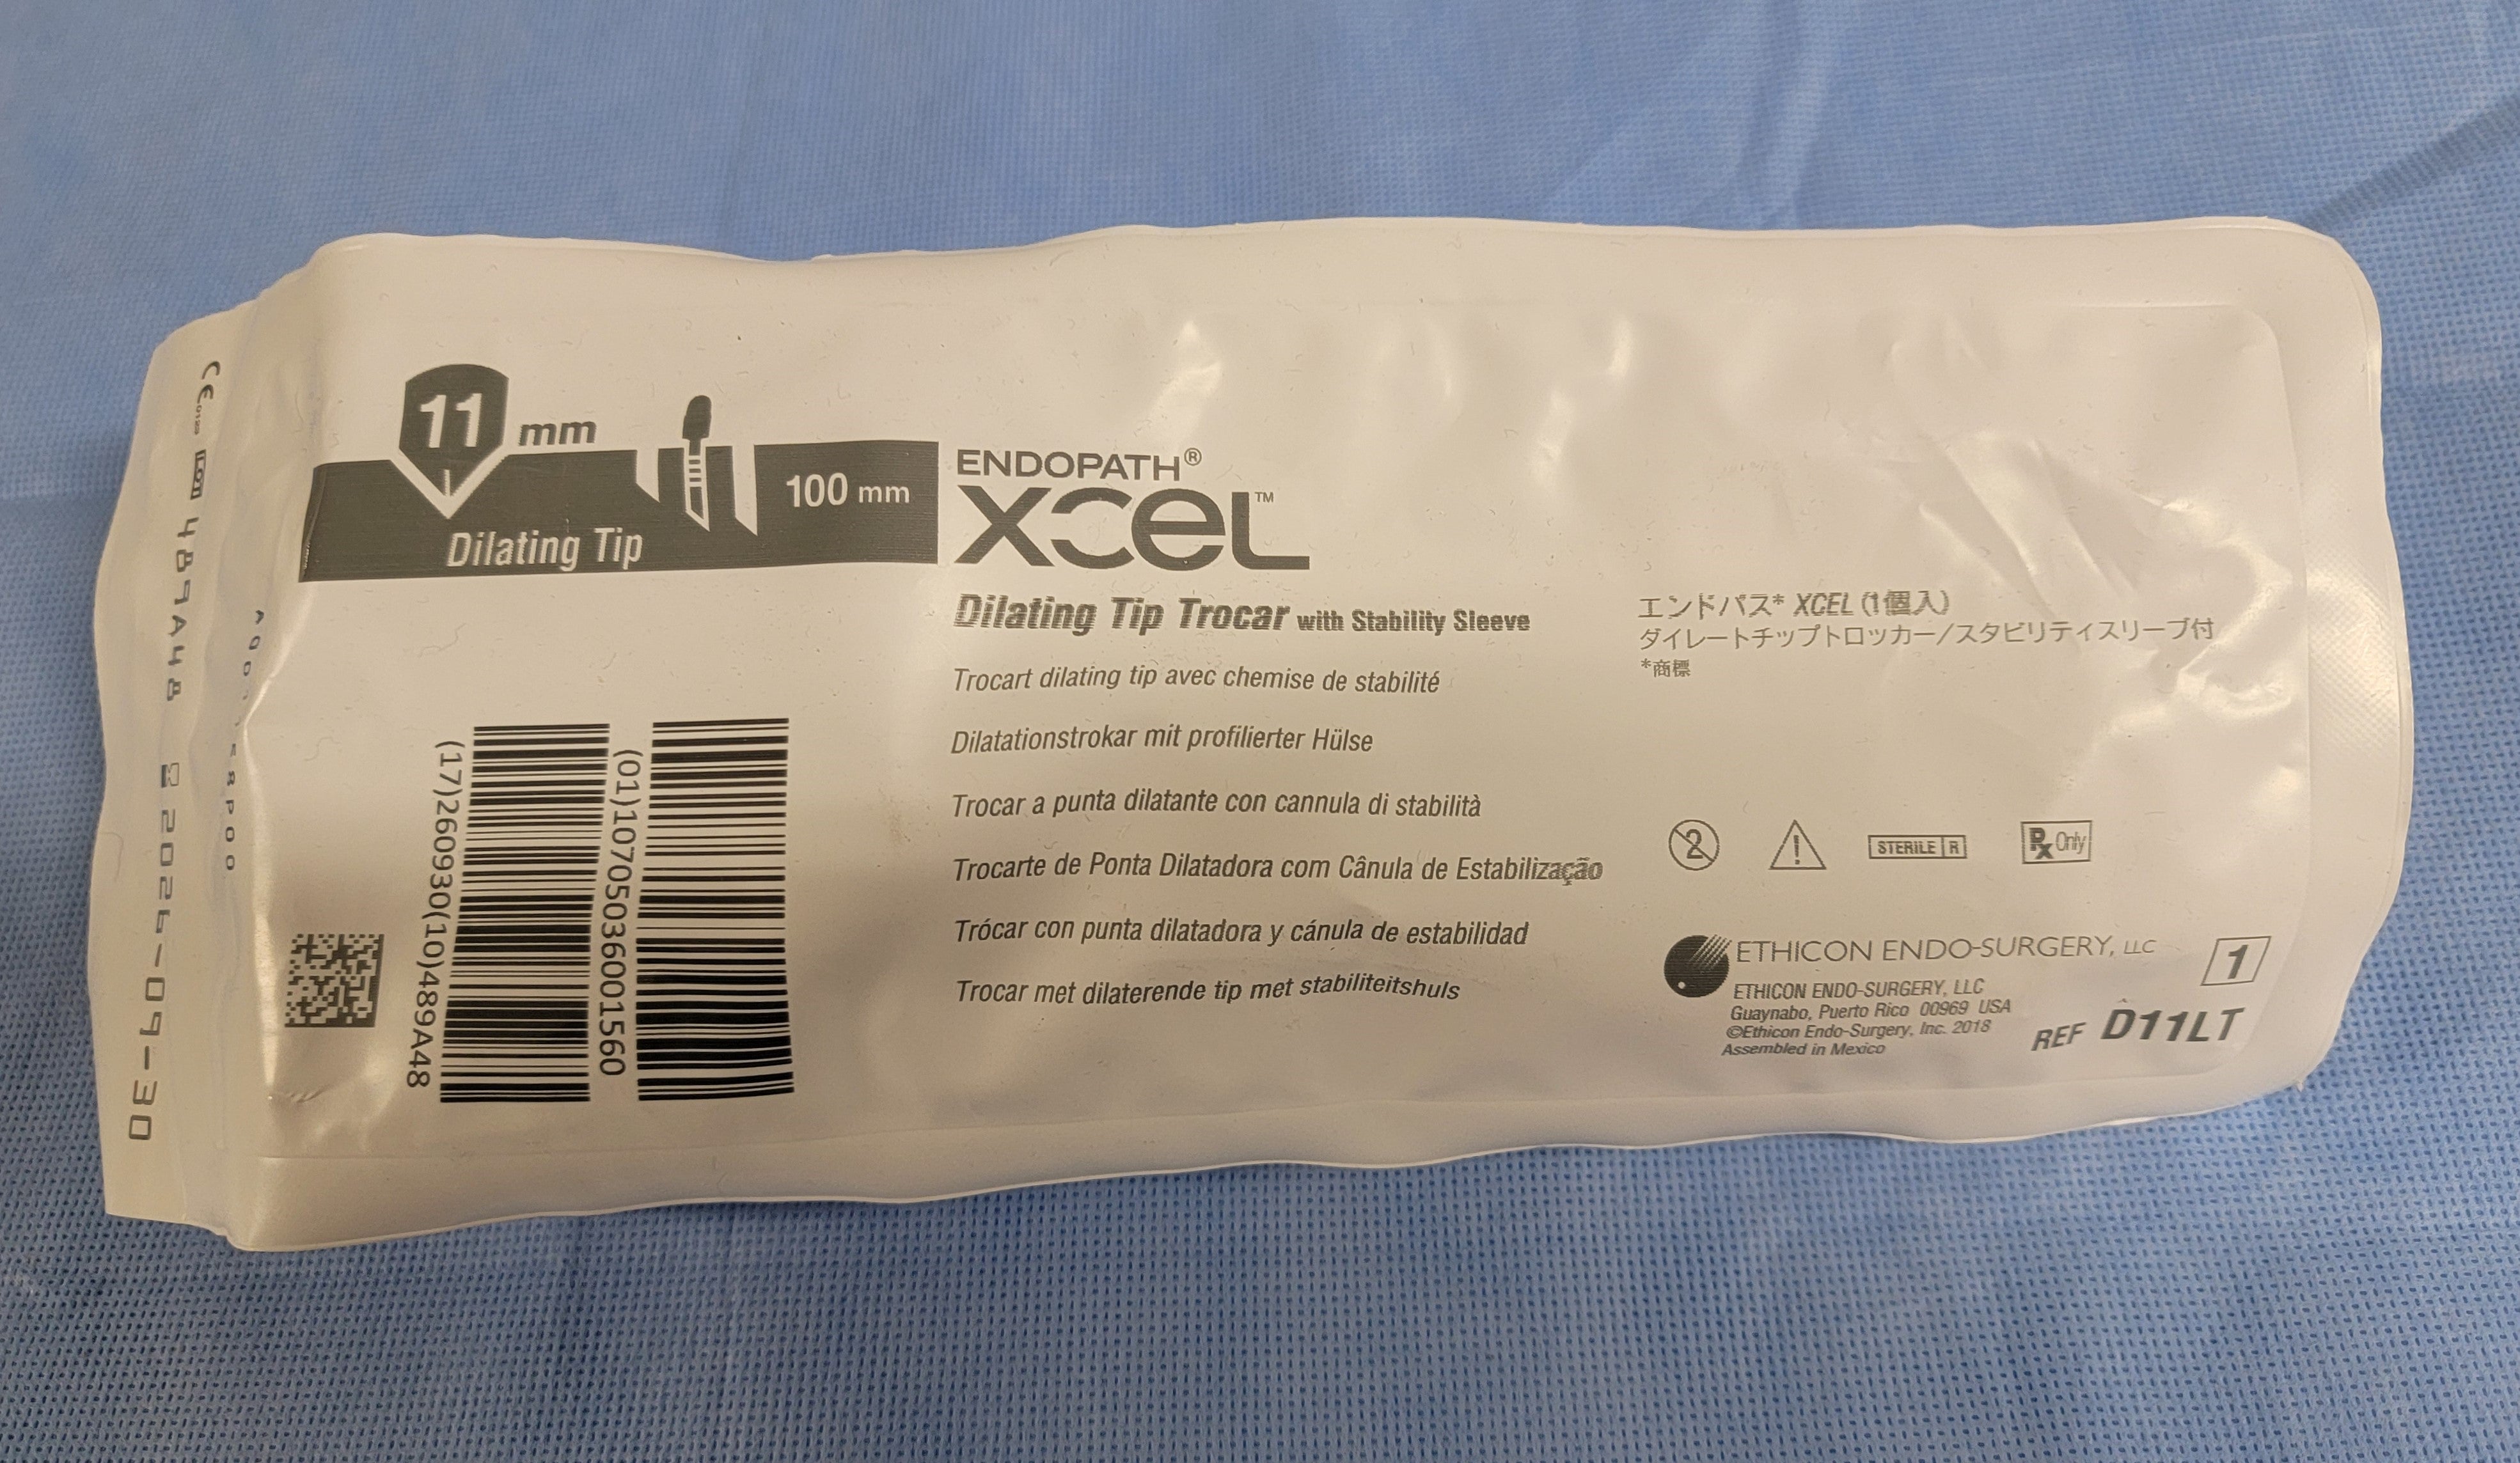 11 mm
100 mm
Dilating Tip
ENDOPATH®
xcel™
Dilating Tip Trocar with Stability Sleeve
Trocart dilating tip avec chemise de stabilité
Dilatationstrokar mit profilierter Hülse
Trocar a punta dilatante con cannula di stabilità
Trocarte de Ponta Dilatadora com Cânula de Estabilização
Trócar con punta dilatadora y cánula de estabilidad
Trocar met dilaterende tip met stabiliteitshuls
エンドパス* XCEL (1個入)
ダイレートチップトロッカー/スタビリティスリーブ付
*商標
2
STERILE R
Rx Only
ETHICON ENDO-SURGERY, LLC
ETHICON ENDO-SURGERY, LLC
Guaynabo, Puerto Rico 00969 USA
©Ethicon Endo-Surgery, Inc. 2018
Assembled in Mexico
1
REF D11LT
(01)10705036001560
(17)260930(10)489A48
CE LOT 489A48 2026-09-30